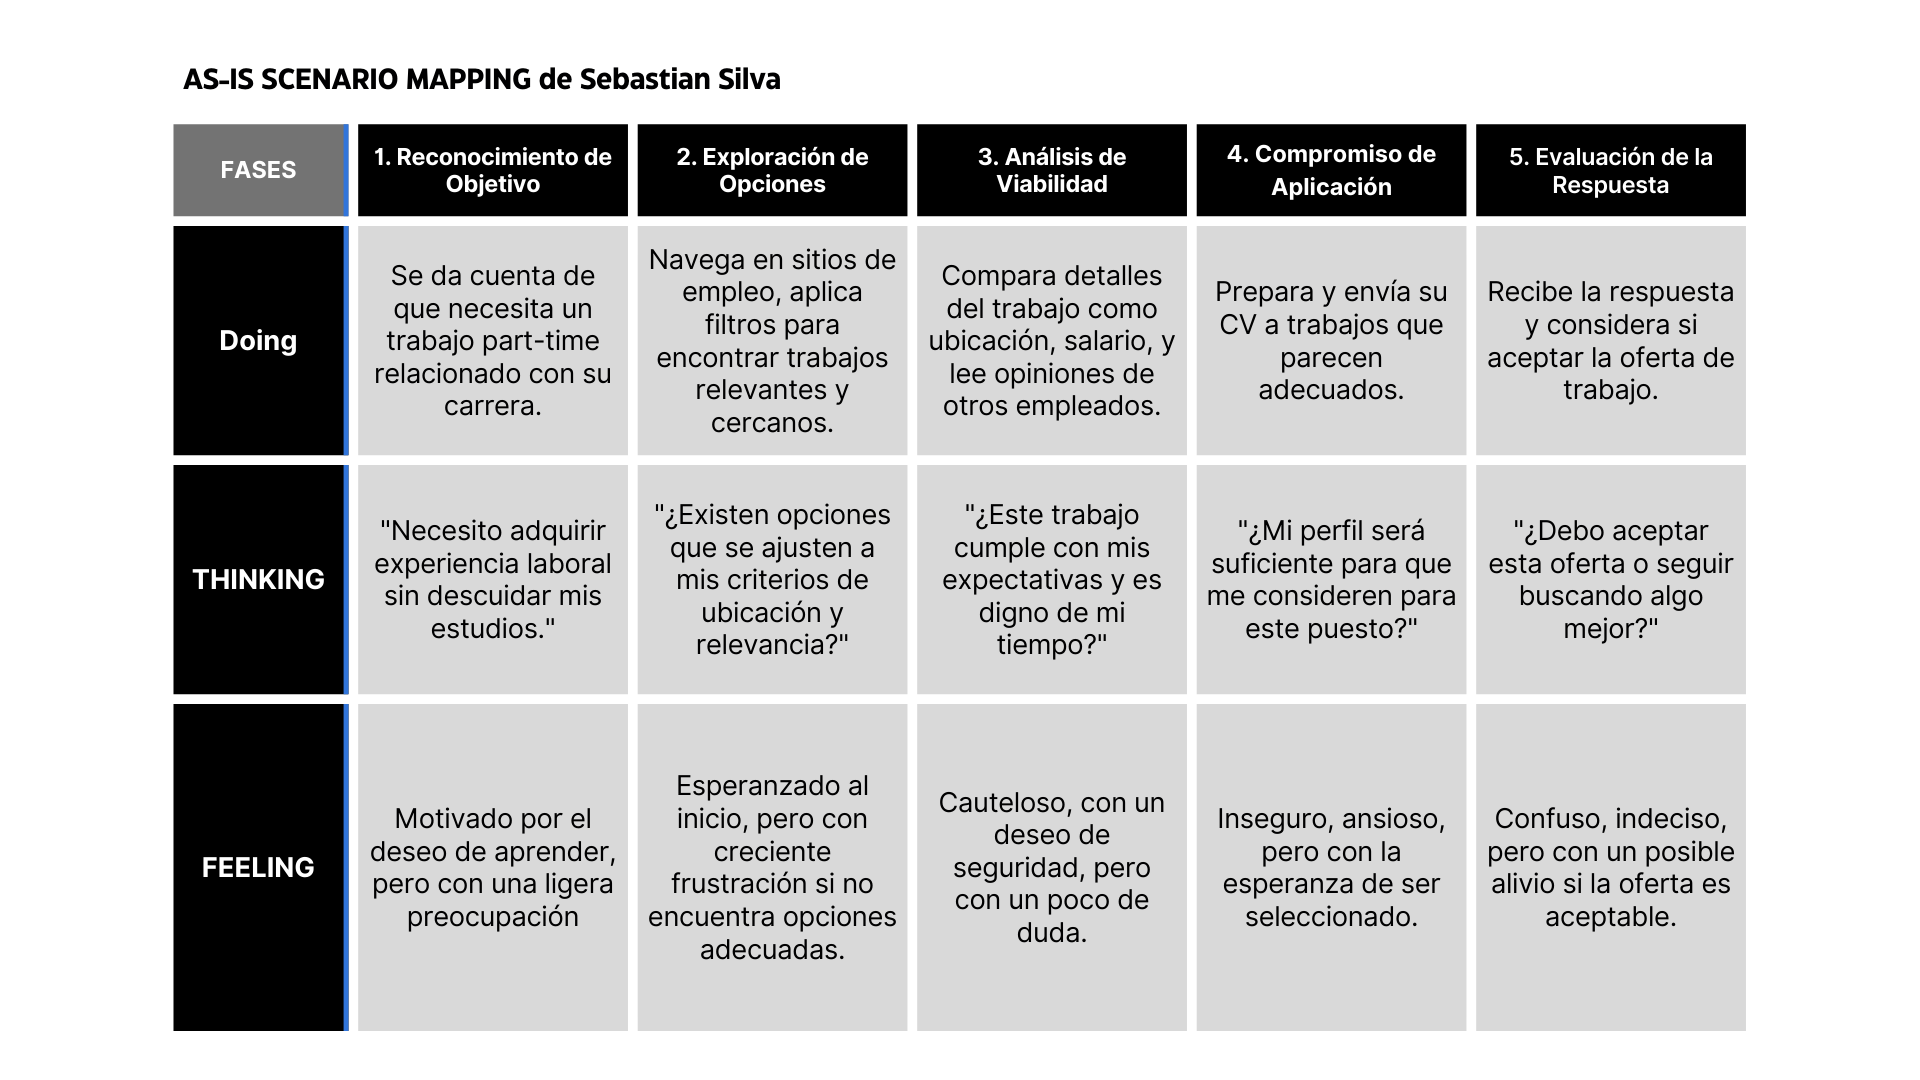 AS-IS SCENARIO MAPPING de Sebastian Silva
FASES
1. Reconocimiento de
Objetivo
2. Exploración de
Opciones
3. Análisis de
Viabilidad
4. Compromiso de
Aplicación
5. Evaluación de la
Respuesta
Doing
Se da cuenta de
que necesita un
trabajo part-time
relacionado con su
carrera.
Navega en sitios de
empleo, aplica
filtros para
encontrar trabajos
relevantes y
cercanos.
Compara detalles
del trabajo como
ubicación, salario, y
lee opiniones de
otros empleados.
Prepara y envía su
CV a trabajos que
parecen
adecuados.
Recibe la respuesta
y considera si
aceptar la oferta de
trabajo.
THINKING
"Necesito adquirir
experiencia laboral
sin descuidar mis
estudios."
"¿Existen opciones
que se ajusten a
mis criterios de
ubicación y
relevancia?"
"¿Este trabajo
cumple con mis
expectativas y es
digno de mi
tiempo?"
"¿Mi perfil será
suficiente para que
me consideren para
este puesto?"
"¿Debo aceptar
esta oferta o seguir
buscando algo
mejor?"
FEELING
Motivado por el
deseo de aprender,
pero con una ligera
preocupación
Esperanzado al
inicio, pero con
creciente
frustración si no
encuentra opciones
adecuadas.
Cauteloso, con un
deseo de
seguridad, pero
con un poco de
duda.
Inseguro, ansioso,
pero con la
esperanza de ser
seleccionado.
Confuso, indeciso,
pero con un posible
alivio si la oferta es
aceptable.